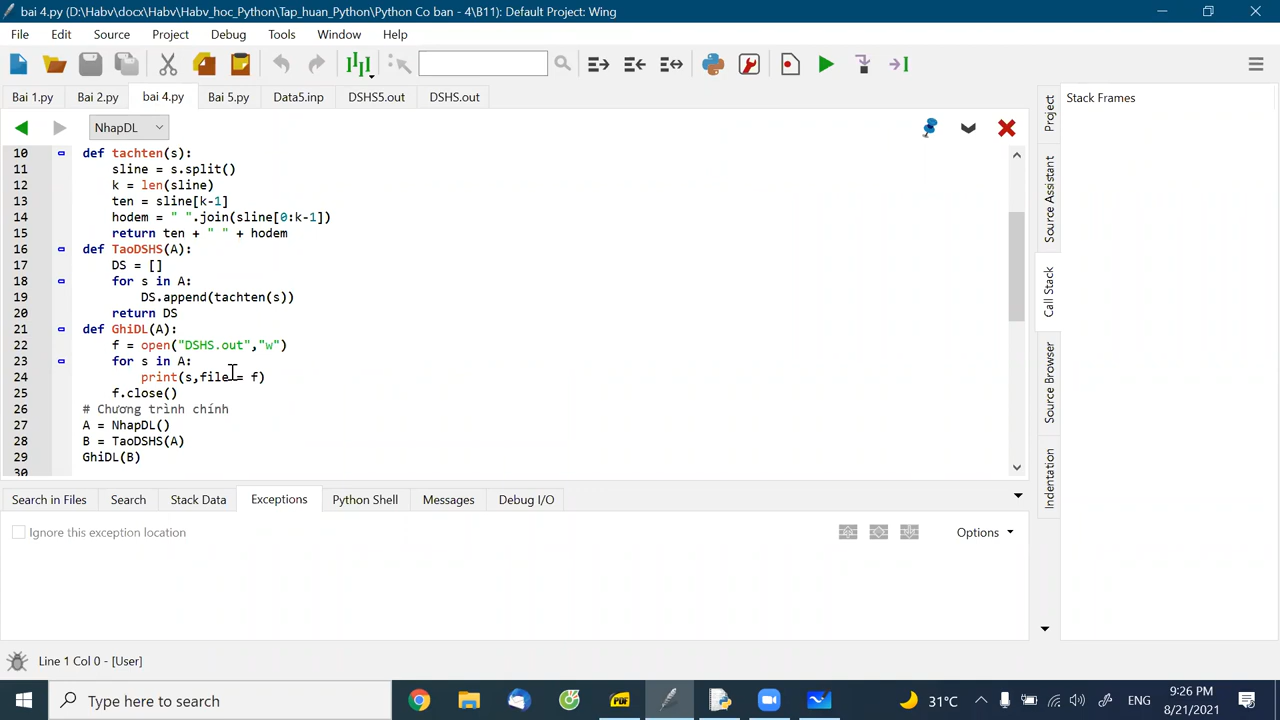 bai 4.py (D:\Habv\docx\Habv\Habv_hoc_Python\Tap_huan_Python\Python Co ban - 4\B11): Default Project: Wing
File Edit Source Project Debug Tools Window Help
Bai 1.py Bai 2.py bai 4.py Bai 5.py Data5.inp DSHS5.out DSHS.out
NhapDL
Stack Frames
10 def tachten(s):
11 sline = s.split()
12 k = len(sline)
13 ten = sline[k-1]
14 hodem = " ".join(sline[0:k-1])
15 return ten + " " + hodem
16 def TaoDSHS(A):
17 DS = []
18 for s in A:
19 DS.append(tachten(s))
20 return DS
21 def GhiDL(A):
22 f = open("DSHS.out","w")
23 for s in A:
24 print(s,file = f)
25 f.close()
26 # Chương trình chính
27 A = NhapDL()
28 B = TaoDSHS(A)
29 GhiDL(B)
30
Project
Source Assistant
Call Stack
Source Browser
Indentation
Search in Files Search Stack Data Exceptions Python Shell Messages Debug I/O
Ignore this exception location
Options
Line 1 Col 0 - [User]
Type here to search
31°C
ENG
9:26 PM
8/21/2021